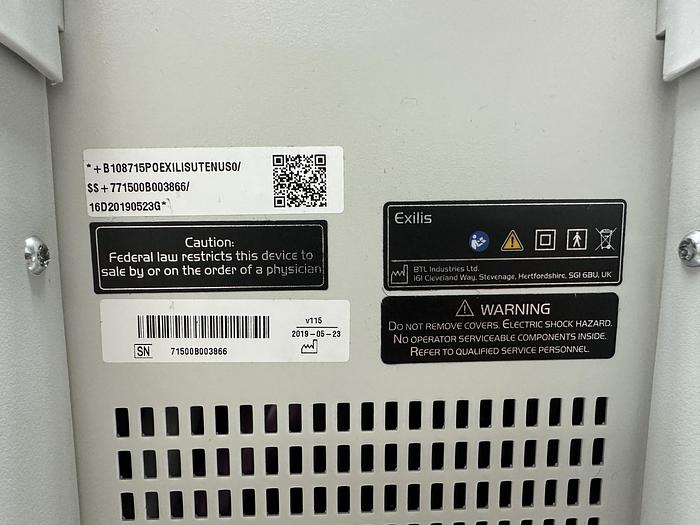 *+B108715POEXILISUTENUS0/
$$+771500B003866/
16D20190523G*
Caution:
Federal law restricts this device to
sale by or on the order of a physician
SN
71500B003866
v115
2019-05-23
Exilis
BTL Industries Ltd.
161 Cleveland Way, Stevenage, Hertfordshire, SG1 6BU, UK
WARNING
Do not remove covers. Electric shock hazard.
No operator serviceable components inside.
Refer to qualified service personnel.